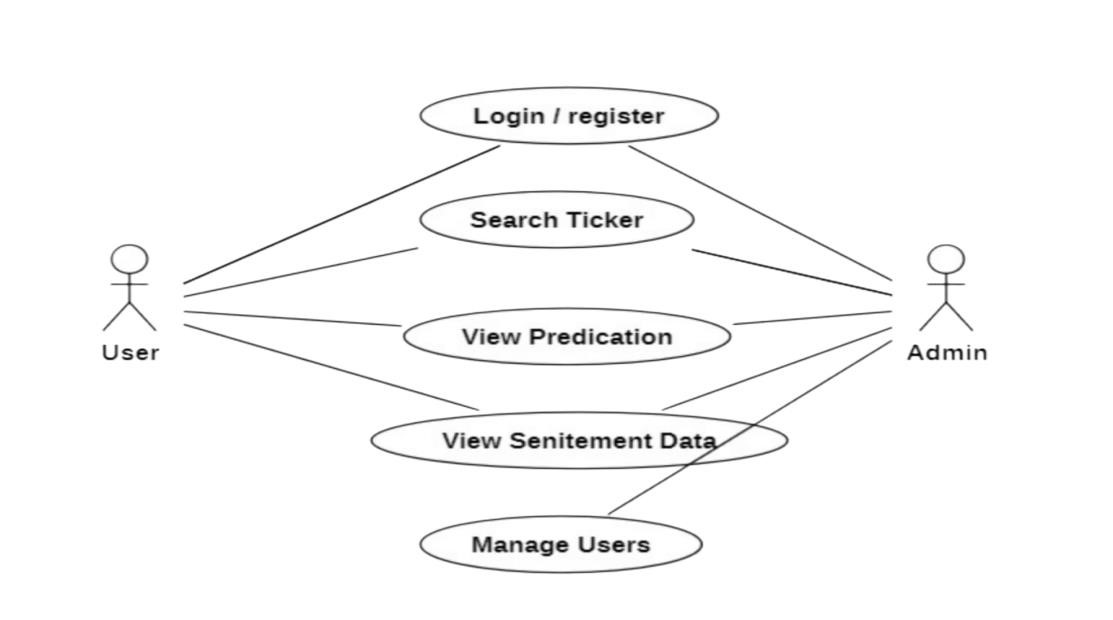 Login / register
Search Ticker
User
View Predication
Admin
View Senitement Data
Manage Users